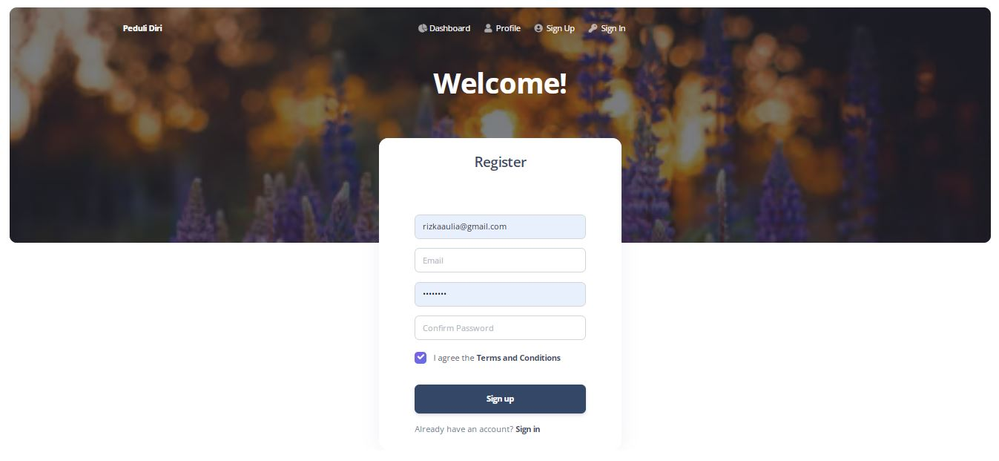 Peduli Diri Dashboard Profile Sign Up Sign In
Welcome!
Register
rizkaaulia@gmail.com
Email
••••••••
Confirm Password
I agree the Terms and Conditions
Sign up
Already have an account? Sign in